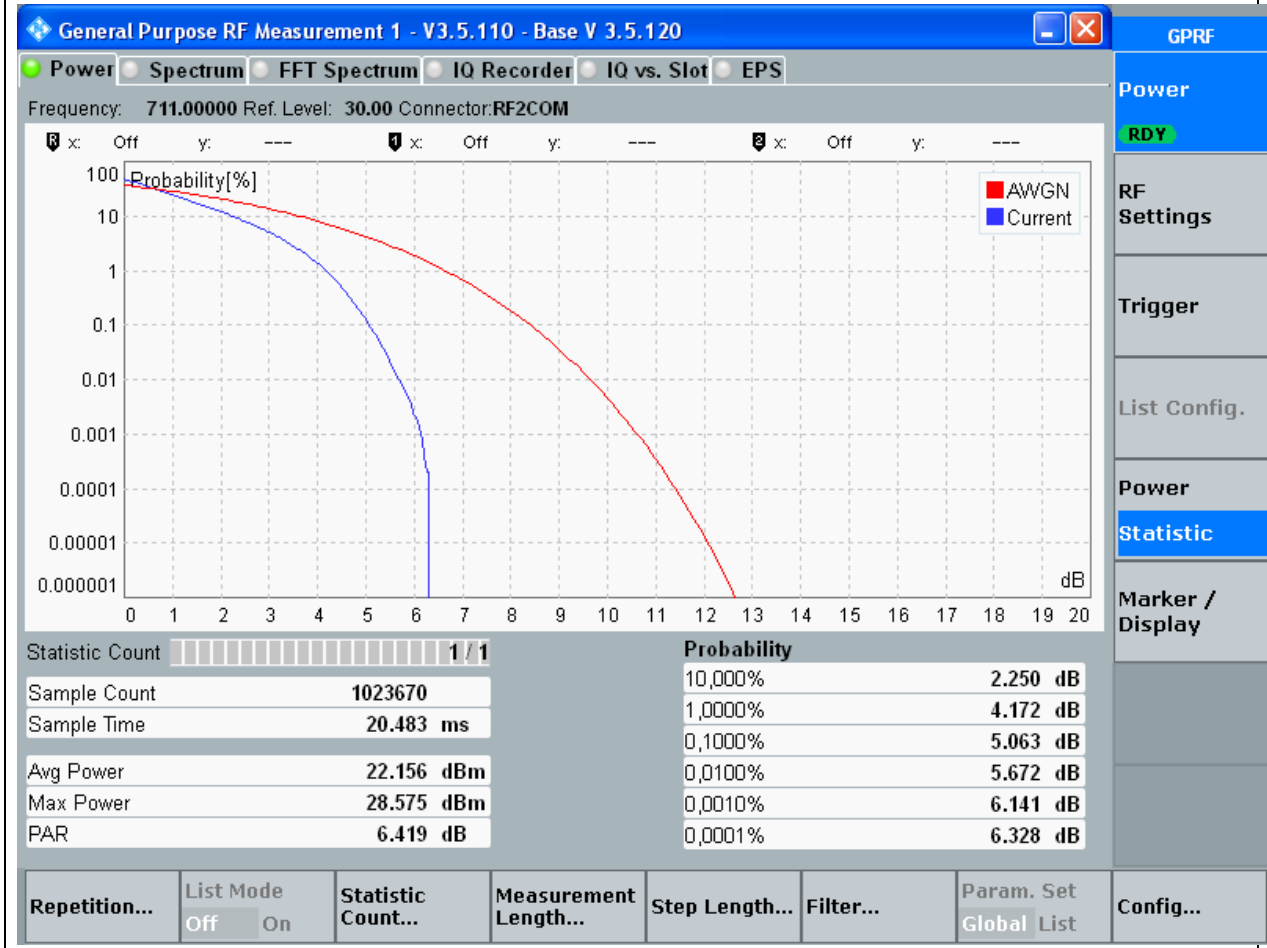 General Purpose RF Measurement 1 - V3.5.110 - Base V 3.5.120
GPRF
Power Spectrum FFT Spectrum IQ Recorder IQ vs. Slot EPS
Frequency: 711.00000 Ref. Level: 30.00 Connector:RF2COM
R x: Off y: --- 1 x: Off y: --- 2 x: Off y: ---
Probability[%]
AWGN
Current
100
10
1
0.1
0.01
0.001
0.0001
0.00001
0.000001
dB
0 1 2 3 4 5 6 7 8 9 10 11 12 13 14 15 16 17 18 19 20
Statistic Count 1 / 1
Sample Count 1023670
Sample Time 20.483 ms
Avg Power 22.156 dBm
Max Power 28.575 dBm
PAR 6.419 dB
Probability
10,000% 2.250 dB
1,0000% 4.172 dB
0,1000% 5.063 dB
0,0100% 5.672 dB
0,0010% 6.141 dB
0,0001% 6.328 dB
Power
RDY
RF
Settings
Trigger
List Config.
Power
Statistic
Marker /
Display
Repetition...
List Mode
Off On
Statistic
Count...
Measurement
Length...
Step Length...
Filter...
Param. Set
Global List
Config...